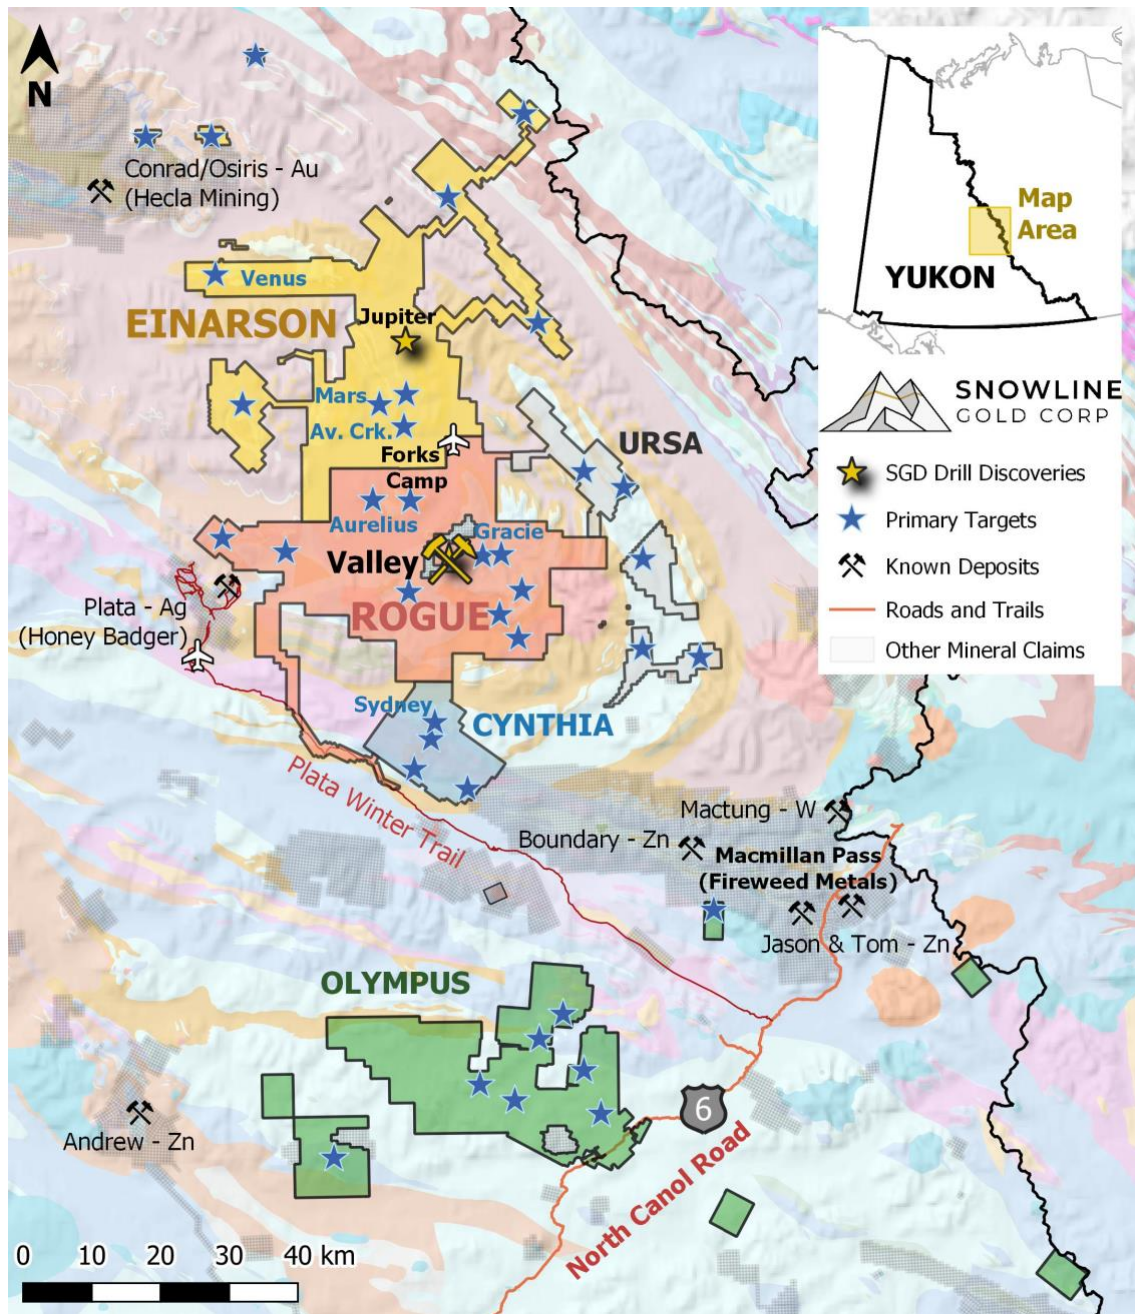 N
Conrad/Osiris - Au
(Hecla Mining)
Venus
EINARSON
Jupiter
Mars
Av. Crk.
Forks
Camp
URSA
Aurelius
Gracie
Valley
ROGUE
Plata - Ag
(Honey Badger)
Sydney
CYNTHIA
Plata Winter Trail
Mactung - W
Boundary - Zn
Macmillan Pass
(Fireweed Metals)
Jason & Tom - Zn
OLYMPUS
6
Andrew - Zn
North Canol Road
0 10 20 30 40 km
Map
Area
YUKON
SNOWLINE
GOLD CORP
SGD Drill Discoveries
Primary Targets
Known Deposits
Roads and Trails
Other Mineral Claims